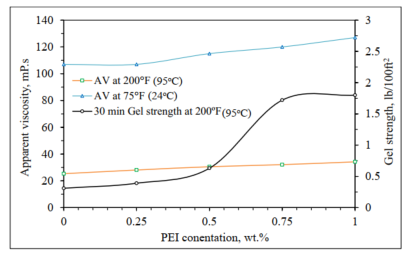 140
120
100
80
60
40
20
0
Apparent viscosity, mP.s
3
2.5
2
1.5
1
0.5
0
Gel strength, lb/100ft²
AV at 200°F (95°C)
AV at 75°F (24°C)
30 min Gel strength at 200°F(95°C)
0 0.25 0.5 0.75 1
PEI conentation, wt.%